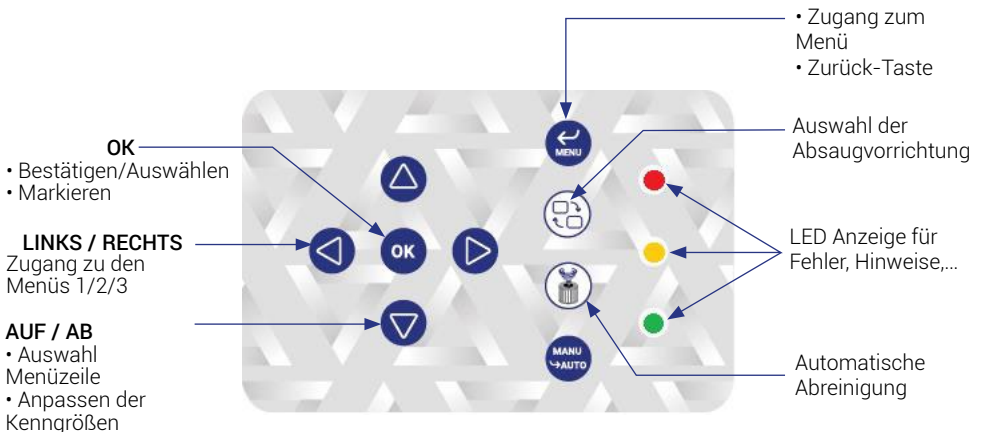 • Zugang zum
Menü
• Zurück-Taste
Auswahl der
Absaugvorrichtung
OK
• Bestätigen/Auswählen
• Markieren
LINKS / RECHTS
Zugang zu den
Menüs 1/2/3
AUF / AB
• Auswahl
Menüzeile
• Anpassen der
Kenngrößen
OK
MENU
MANU
↪AUTO
LED Anzeige für
Fehler, Hinweise,...
Automatische
Abreinigung